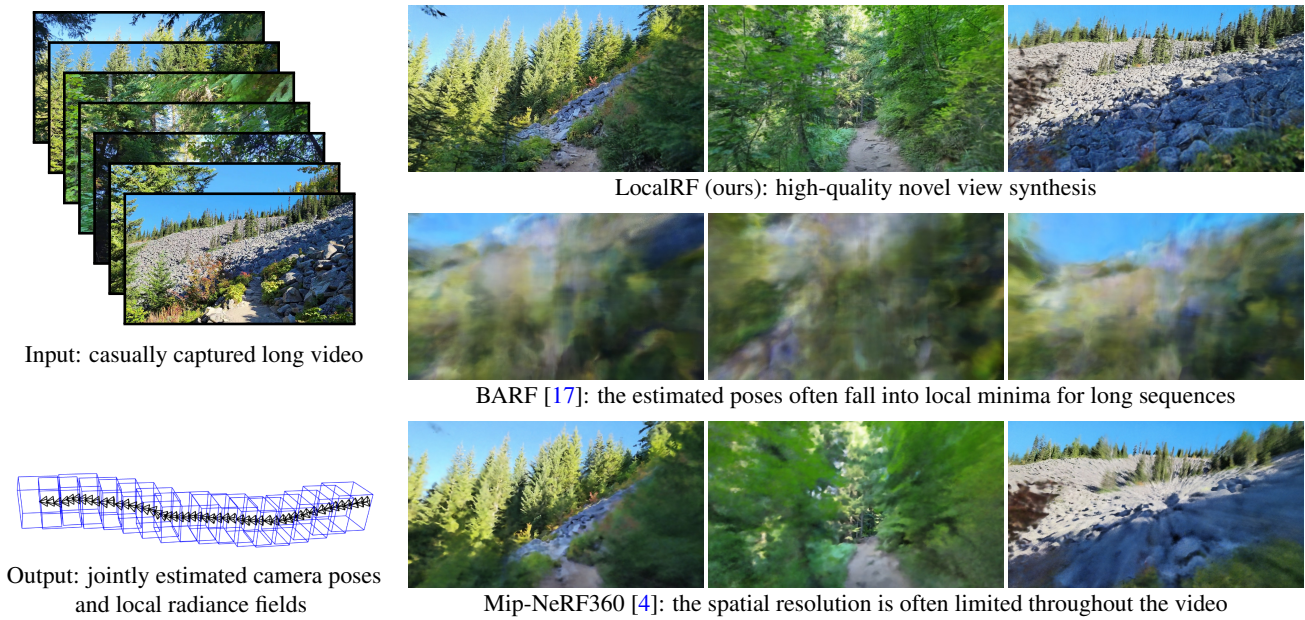 Input: casually captured long video
Output: jointly estimated camera poses
and local radiance fields
LocalRF (ours): high-quality novel view synthesis
BARF [17]: the estimated poses often fall into local minima for long sequences
Mip-NeRF360 [4]: the spatial resolution is often limited throughout the video